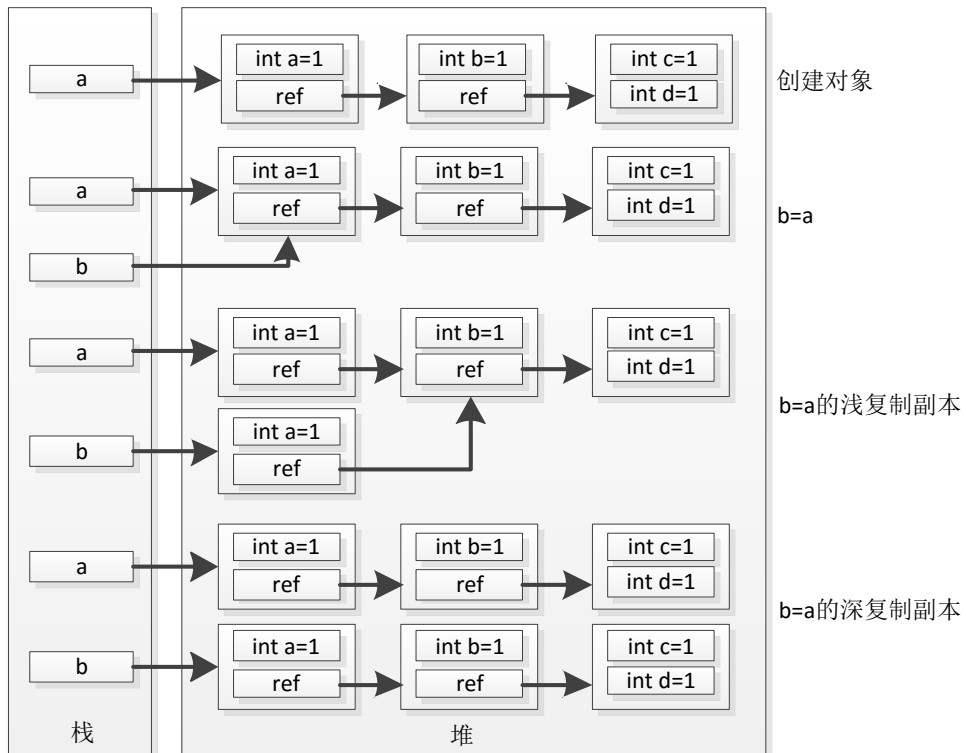 a
int a=1
ref
int b=1
ref
int c=1
int d=1
创建对象
a
int a=1
ref
int b=1
ref
int c=1
int d=1
b=a
b
a
int a=1
ref
int b=1
ref
int c=1
int d=1
b=a的浅复制副本
b
int a=1
ref
a
int a=1
ref
int b=1
ref
int c=1
int d=1
b=a的深复制副本
b
int a=1
ref
int b=1
ref
int c=1
int d=1
栈
堆